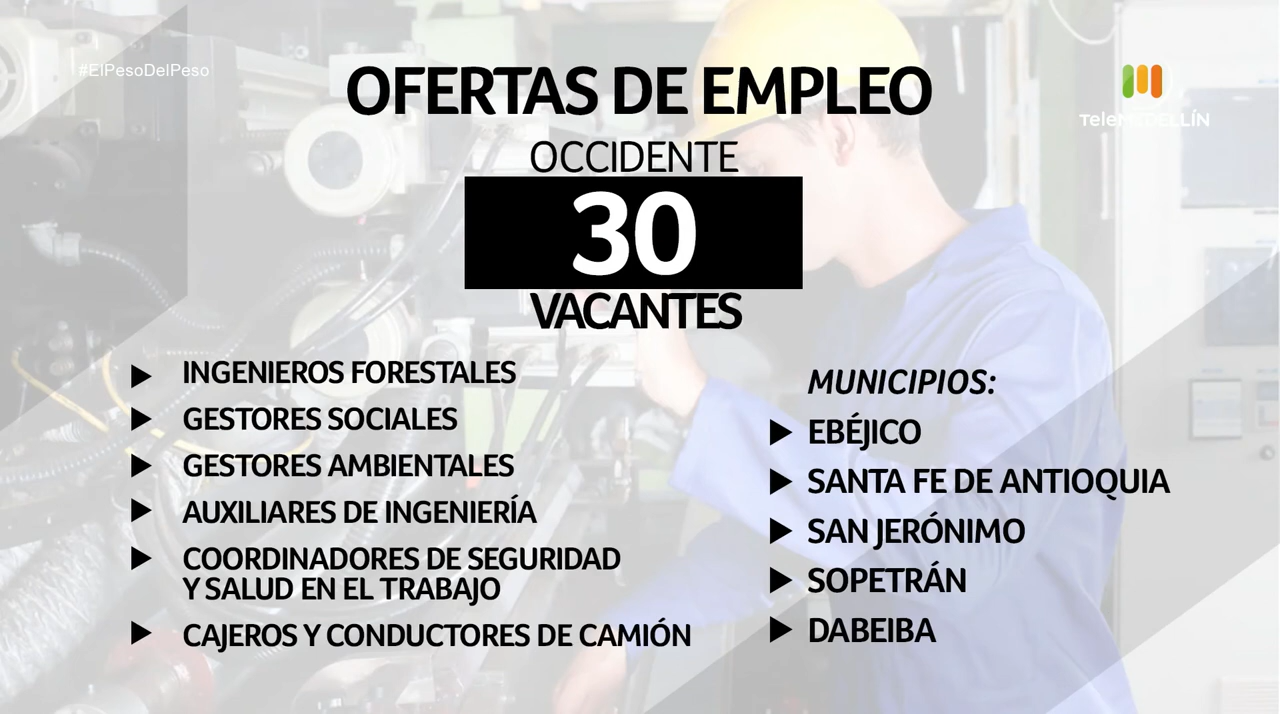 #ElPesoDelPeso
TeleMEDELLÍN
OFERTAS DE EMPLEO
OCCIDENTE
30
VACANTES
INGENIEROS FORESTALES
GESTORES SOCIALES
GESTORES AMBIENTALES
AUXILIARES DE INGENIERÍA
COORDINADORES DE SEGURIDAD
Y SALUD EN EL TRABAJO
CAJEROS Y CONDUCTORES DE CAMIÓN
MUNICIPIOS:
EBÉJICO
SANTA FE DE ANTIOQUIA
SAN JERÓNIMO
SOPETRÁN
DABEIBA